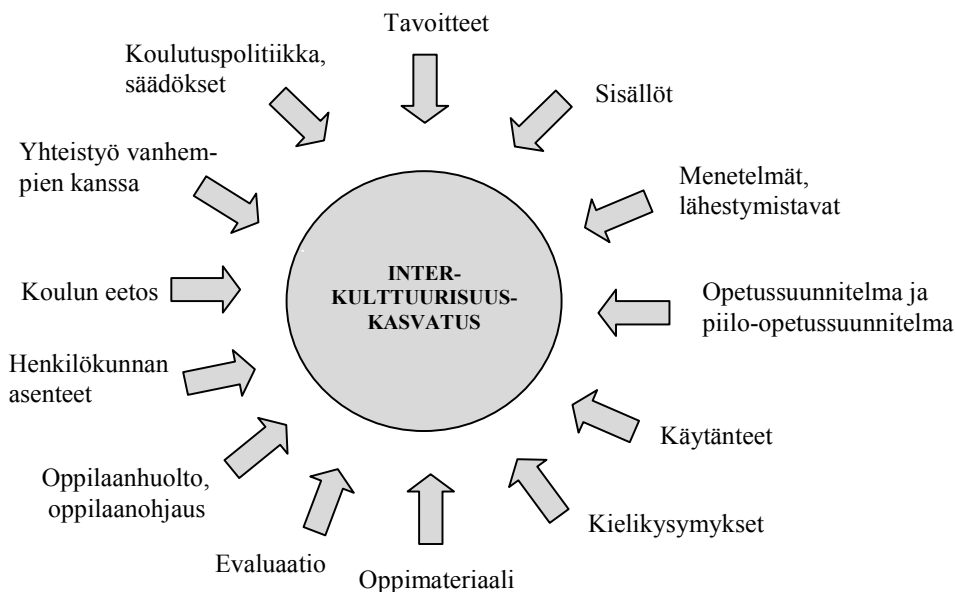 Tavoitteet
Koulutuspolitiikka,
säädökset
Sisällöt
Yhteistyö vanhem-
pien kanssa
Menetelmät,
lähestymistavat
INTER-
KULTTUURISUUS-
KASVATUS
Koulun eetos
Opetussuunnitelma ja
piilo-opetussuunnitelma
Henkilökunnan
asenteet
Käytänteet
Oppilaanhuolto,
oppilaanohjaus
Kielikysymykset
Evaluaatio
Oppimateriaali